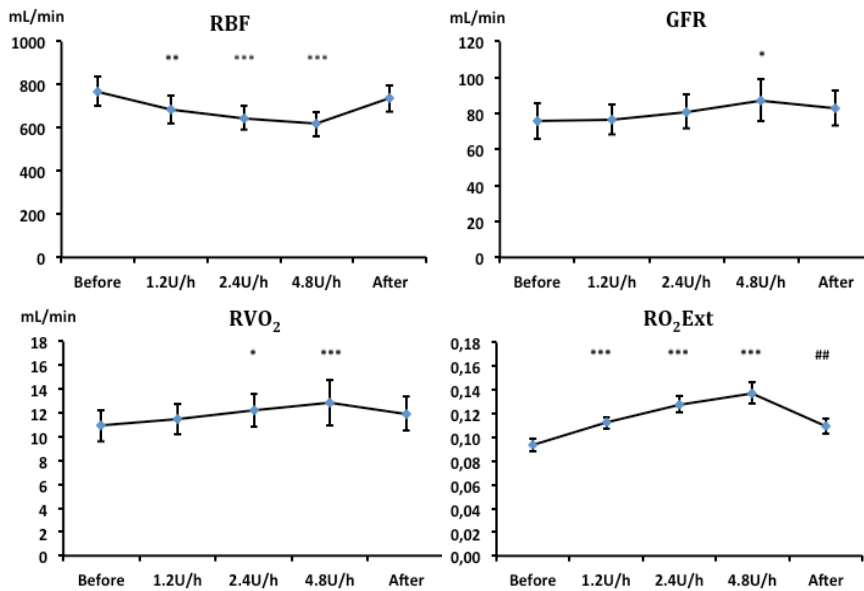 mL/min
RBF
1000
800
600
400
200
0
** *** ***
Before 1.2U/h 2.4U/h 4.8U/h After
mL/min
GFR
120
100
80
60
40
20
0
*
Before 1.2U/h 2.4U/h 4.8U/h After
mL/min
RVO₂
18
16
14
12
10
8
6
4
2
0
* ***
Before 1.2U/h 2.4U/h 4.8U/h After
RO₂Ext
0,18
0,16
0,14
0,12
0,10
0,08
0,06
0,04
0,02
0,00
*** *** *** ##
Before 1.2U/h 2.4U/h 4.8U/h After